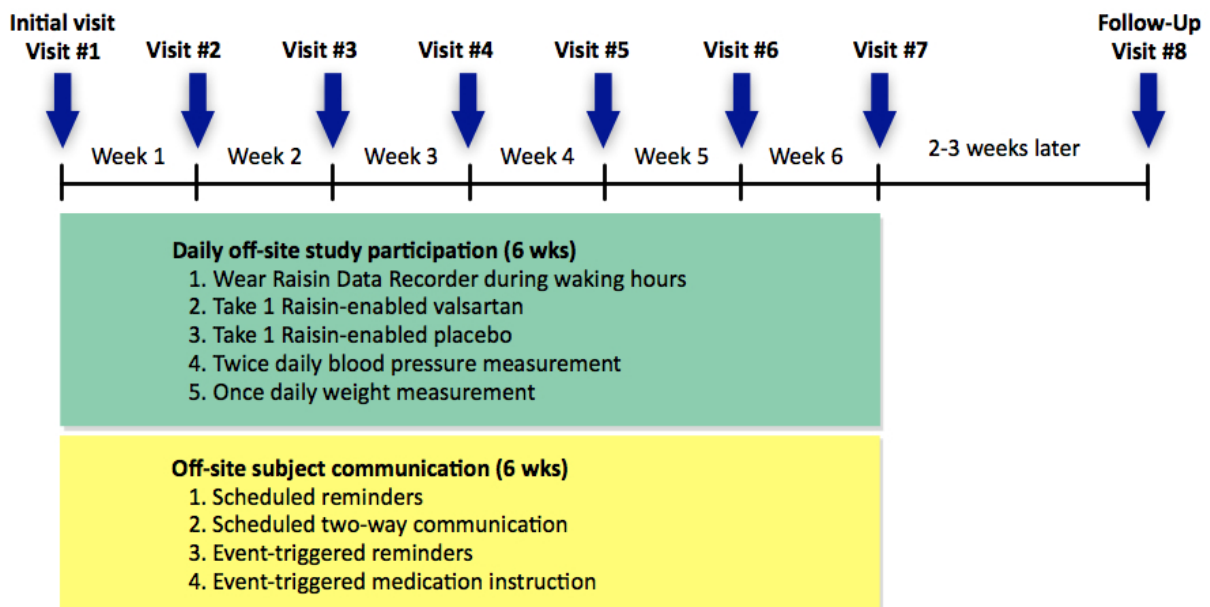 Initial visit
Visit #1
Visit #2
Visit #3
Visit #4
Visit #5
Visit #6
Visit #7
Follow-Up
Visit #8
Week 1
Week 2
Week 3
Week 4
Week 5
Week 6
2-3 weeks later
Daily off-site study participation (6 wks)
1. Wear Raisin Data Recorder during waking hours
2. Take 1 Raisin-enabled valsartan
3. Take 1 Raisin-enabled placebo
4. Twice daily blood pressure measurement
5. Once daily weight measurement
Off-site subject communication (6 wks)
1. Scheduled reminders
2. Scheduled two-way communication
3. Event-triggered reminders
4. Event-triggered medication instruction